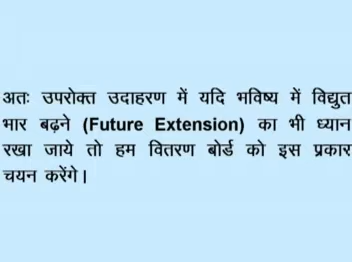 अतः उपरोक्त उदाहरण में यदि भविष्य में विद्युत
भार बढ़ने (Future Extension) का भी ध्यान
रखा जाये तो हम वितरण बोर्ड को इस प्रकार
चयन करेंगे।